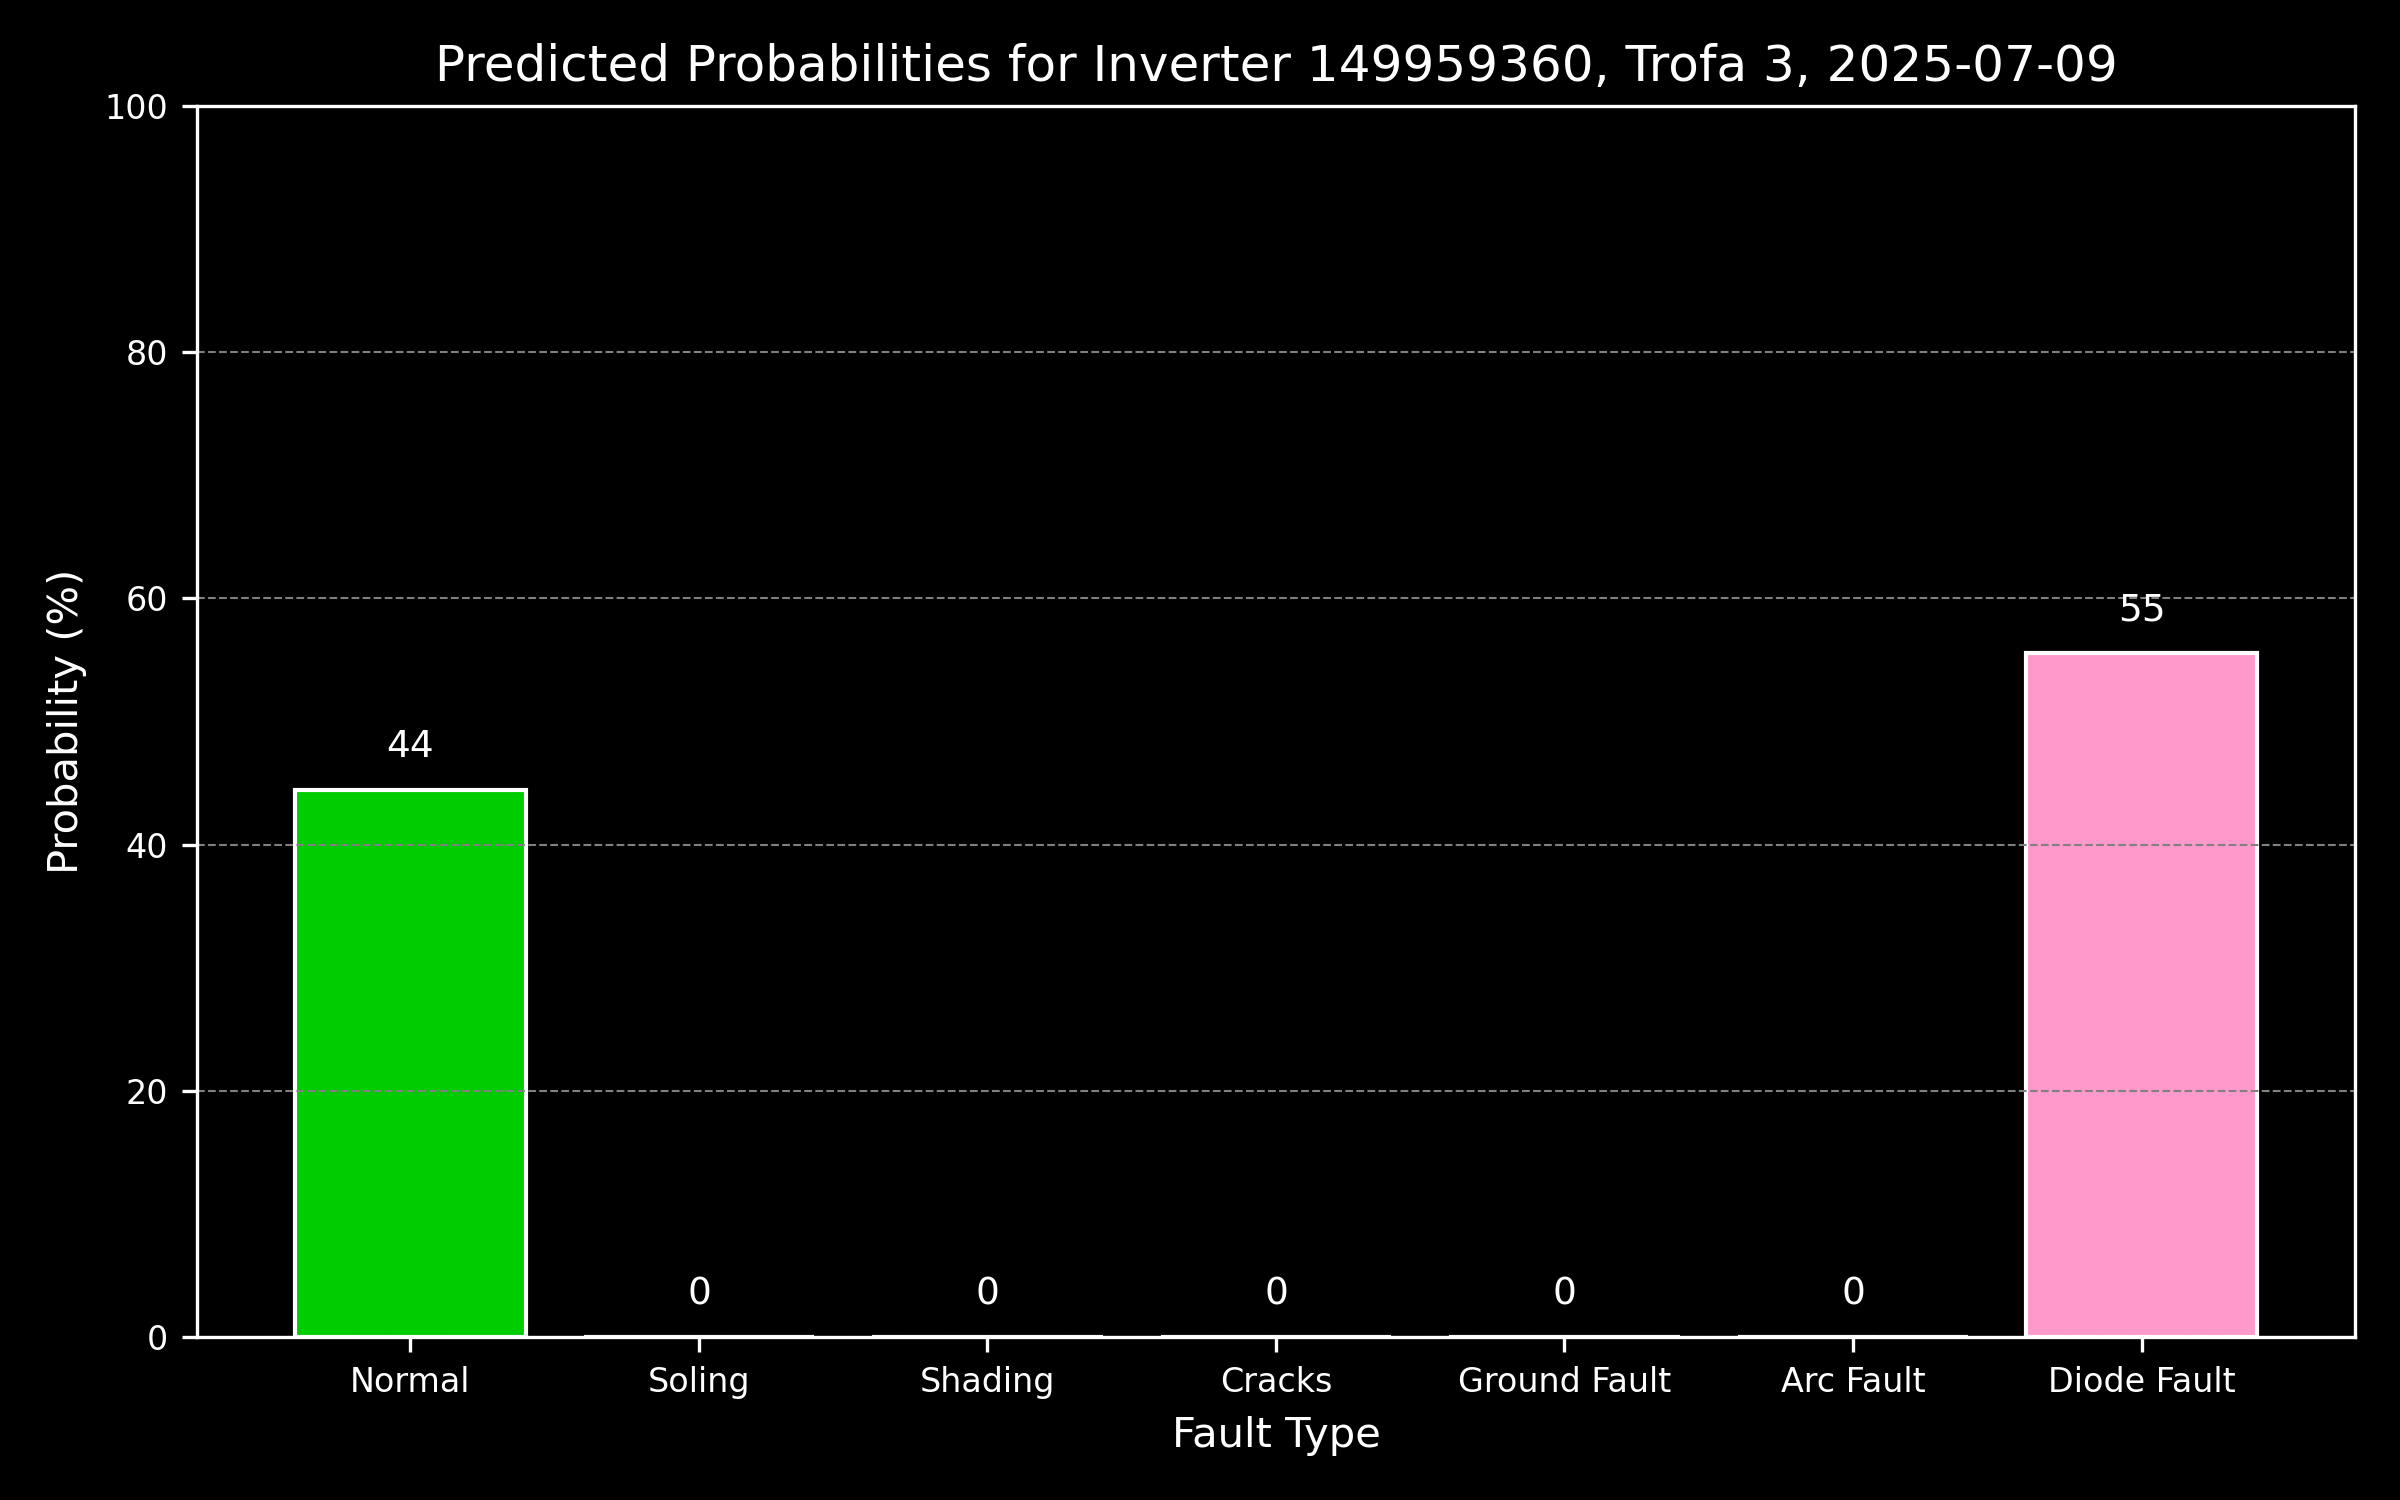 Predicted Probabilities for Inverter 149959360, Trofa 3, 2025-07-09
100
80
60
40
20
0
Probability (%)
44
0
0
0
0
0
55
Normal
Soling
Shading
Cracks
Ground Fault
Arc Fault
Diode Fault
Fault Type